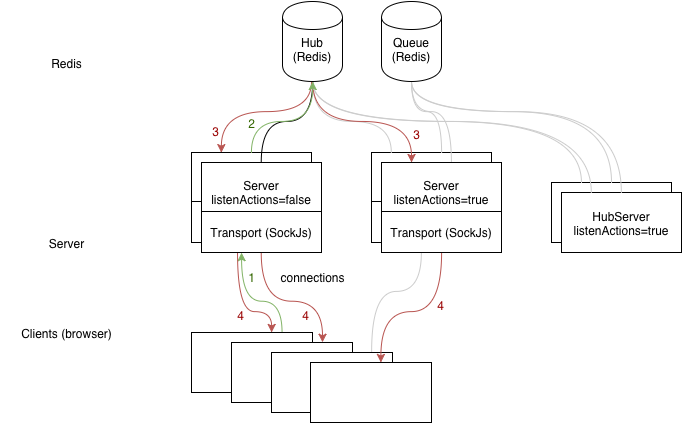 Hub
(Redis)
Queue
(Redis)
Redis
3
2
3
Server
listenActions=false
Transport (SockJs)
Server
listenActions=true
Transport (SockJs)
HubServer
listenActions=true
Server
1
connections
4
4
4
Clients (browser)